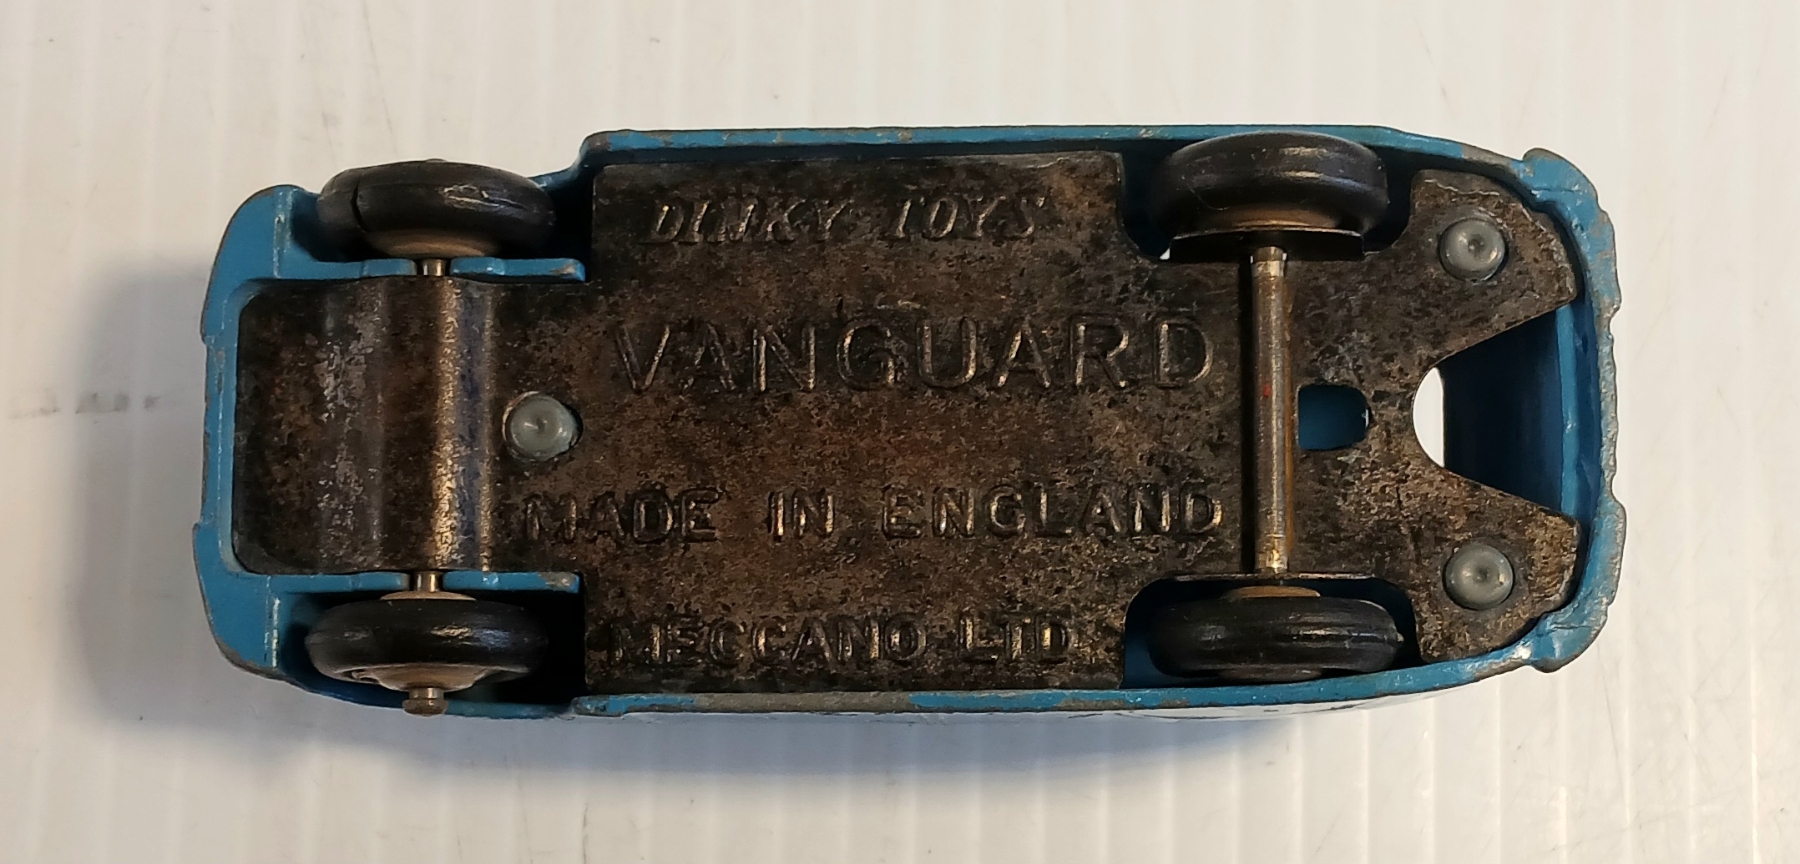 DINKY TOYS
VANGUARD
MADE IN ENGLAND
MECCANO LTD